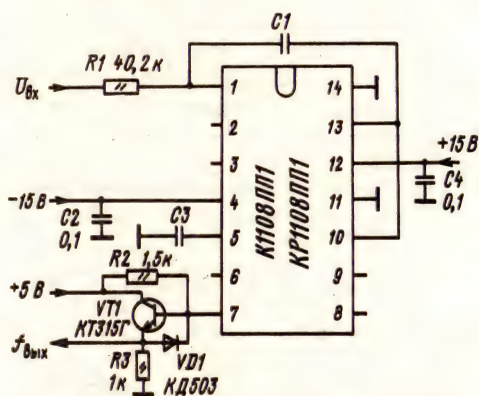 C1
R1 40,2 к
Uвх
1
14
2
13
+15 В
3
12
-15 В
4
11
C4
0,1
C2
0,1
C3
5
10
К1108ПП1
КР1108ПП1
R2 1,5 к
6
9
+5 В
7
8
VT1
КТ315Г
fвых
R3
1к
VD1
КД503